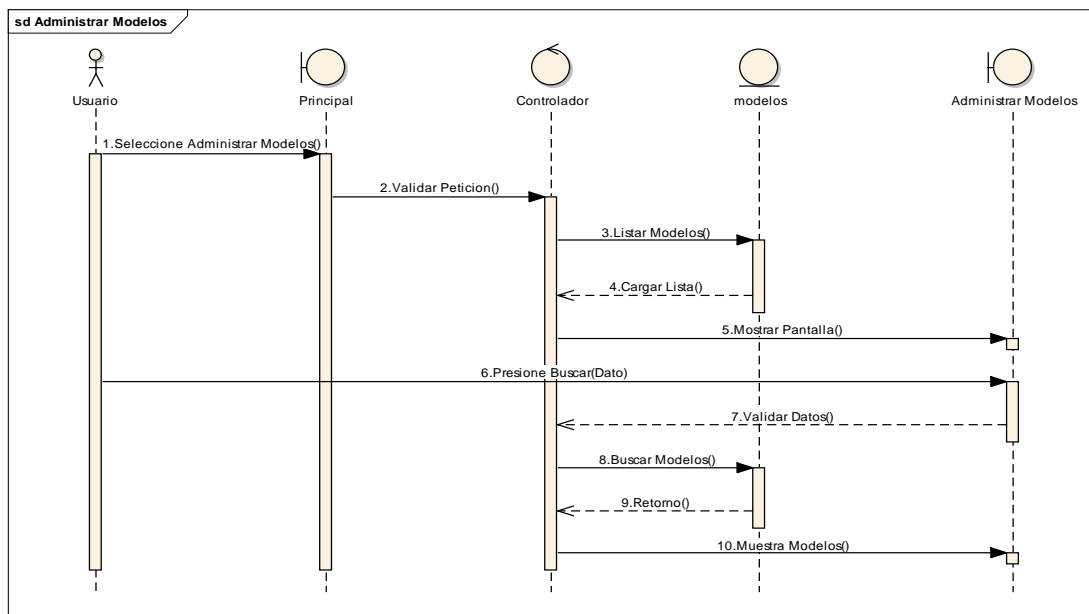 sd Administrar Modelos
Usuario
Principal
Controlador
modelos
Administrar Modelos
1.Seleccione Administrar Modelos()
2.Validar Peticion()
3.Listar Modelos()
4.Cargar Lista()
5.Mostrar Pantalla()
6.Presione Buscar(Dato)
7.Validar Datos()
8.Buscar Modelos()
9.Retorno()
10.Muestra Modelos()